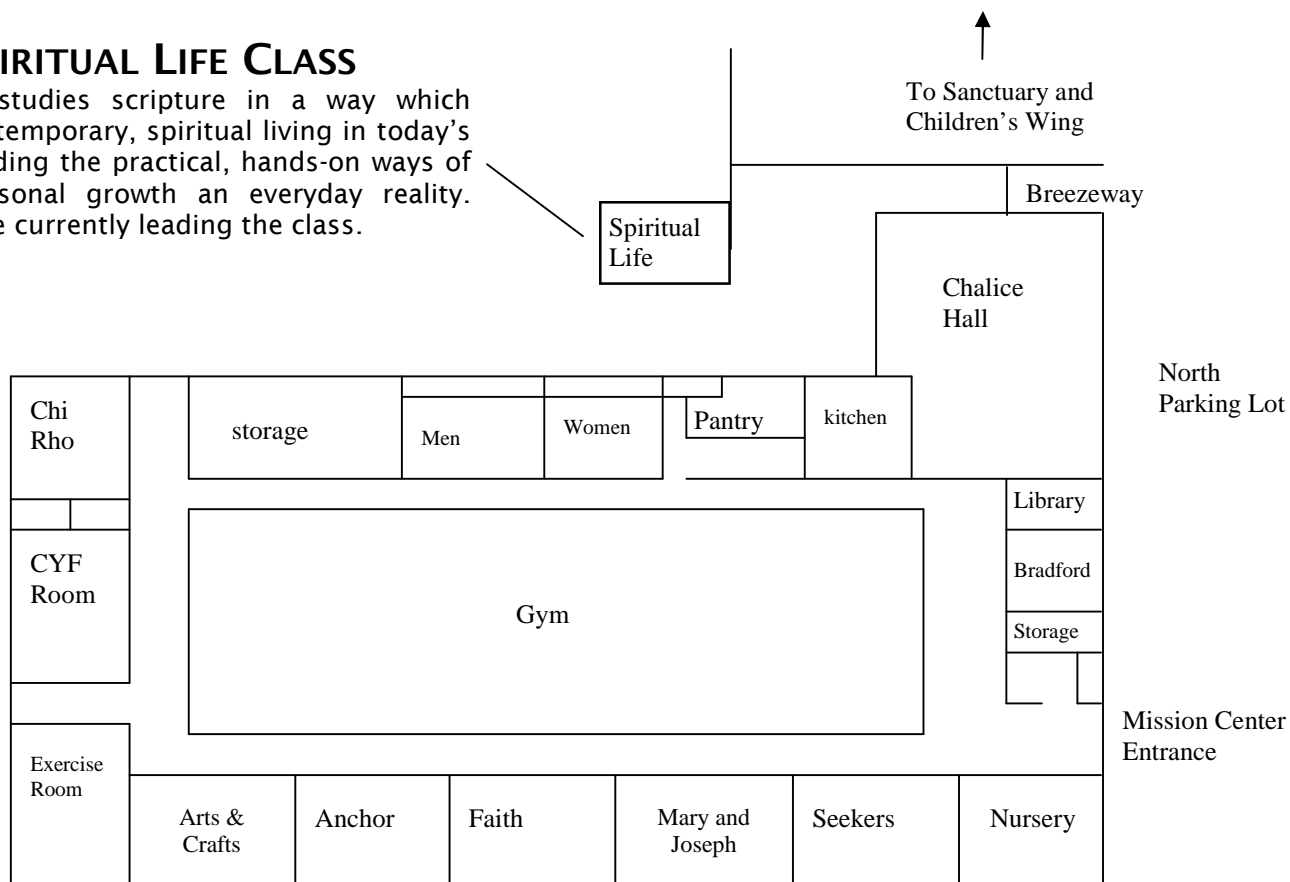 IRITUAL LIFE CLASS
studies scripture in a way which
temporary, spiritual living in today's
ding the practical, hands-on ways of
sonal growth an everyday reality.
e currently leading the class.
To Sanctuary and
Children's Wing
Breezeway
Spiritual
Life
Chalice
Hall
North
Parking Lot
Chi
Rho
storage
Men
Women
Pantry
kitchen
Library
CYF
Room
Bradford
Gym
Storage
Mission Center
Entrance
Exercise
Room
Arts &
Crafts
Anchor
Faith
Mary and
Joseph
Seekers
Nursery